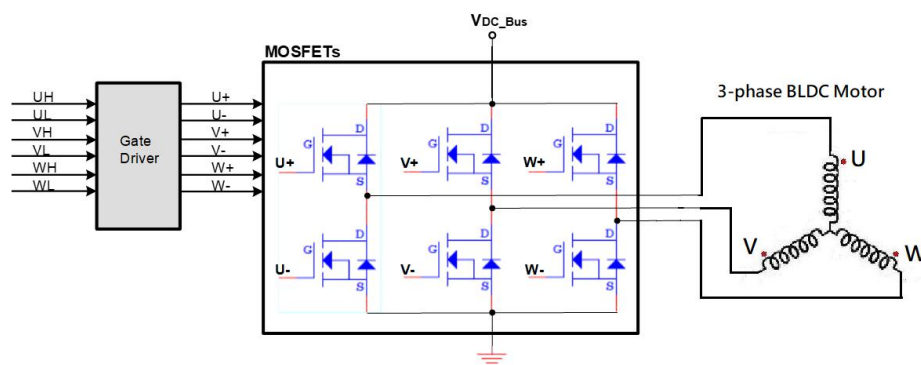 VDC_Bus
MOSFETs
3-phase BLDC Motor
UH
UL
VH
VL
WH
WL
Gate
Driver
U+
U-
V+
V-
W+
W-
D
G
U+
S
D
G
V+
S
D
G
W+
S
D
G
U-
S
D
G
V-
S
D
G
W-
S
U
V
W